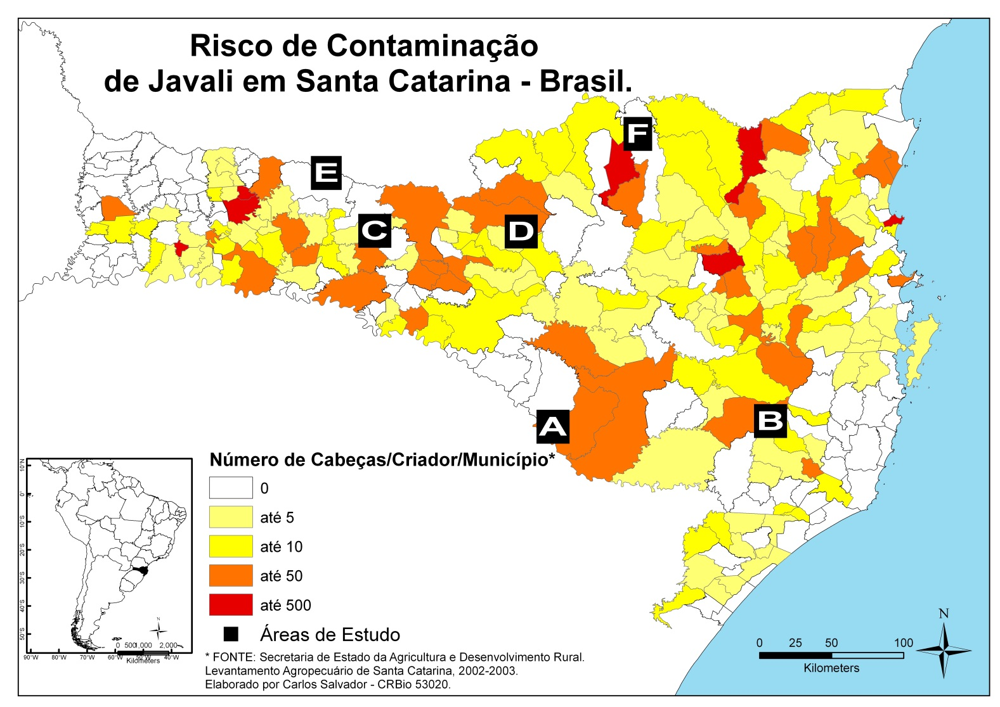 Risco de Contaminação
de Javali em Santa Catarina - Brasil.
F
E
C
D
A
B
Número de Cabeças/Criador/Município*
0
até 5
até 10
até 50
até 500
Áreas de Estudo
* FONTE: Secretaria de Estado da Agricultura e Desenvolvimento Rural.
Levantamento Agropecuário de Santa Catarina, 2002-2003.
Elaborado por Carlos Salvador - CRBio 53020.
10°N
0°
10°S
20°S
30°S
40°S
50°S
N
0 500 1,000 2,000
Kilometers
90°W 80°W 70°W 60°W 50°W 40°W
N
0 25 50 100
Kilometers